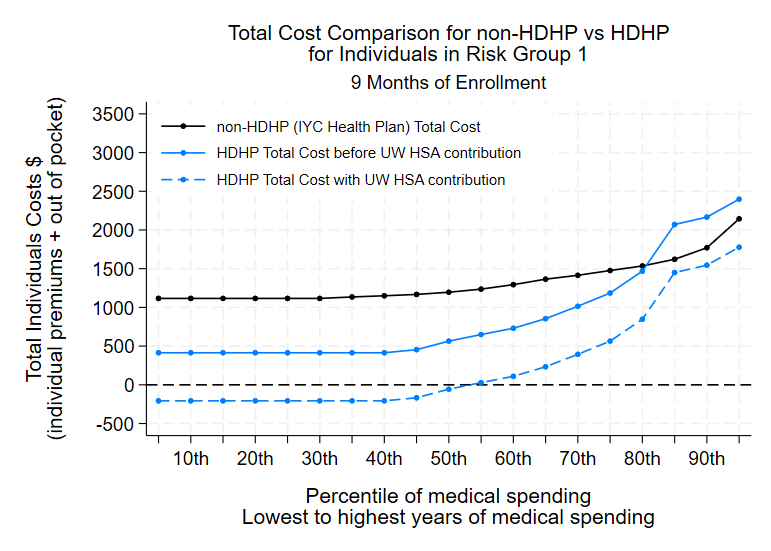 Total Cost Comparison for non-HDHP vs HDHP
for Individuals in Risk Group 1
9 Months of Enrollment
Total Individuals Costs $
(individual premiums + out of pocket)
3500
3000
2500
2000
1500
1000
500
0
-500
non-HDHP (IYC Health Plan) Total Cost
HDHP Total Cost before UW HSA contribution
HDHP Total Cost with UW HSA contribution
10th 20th 30th 40th 50th 60th 70th 80th 90th
Percentile of medical spending
Lowest to highest years of medical spending